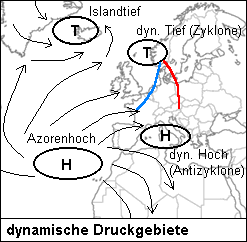 Islandtief
T
dyn. Tief (Zyklone)
T
Azorenhoch
H
H
dyn. Hoch
(Antizyklone)
dynamische Druckgebiete